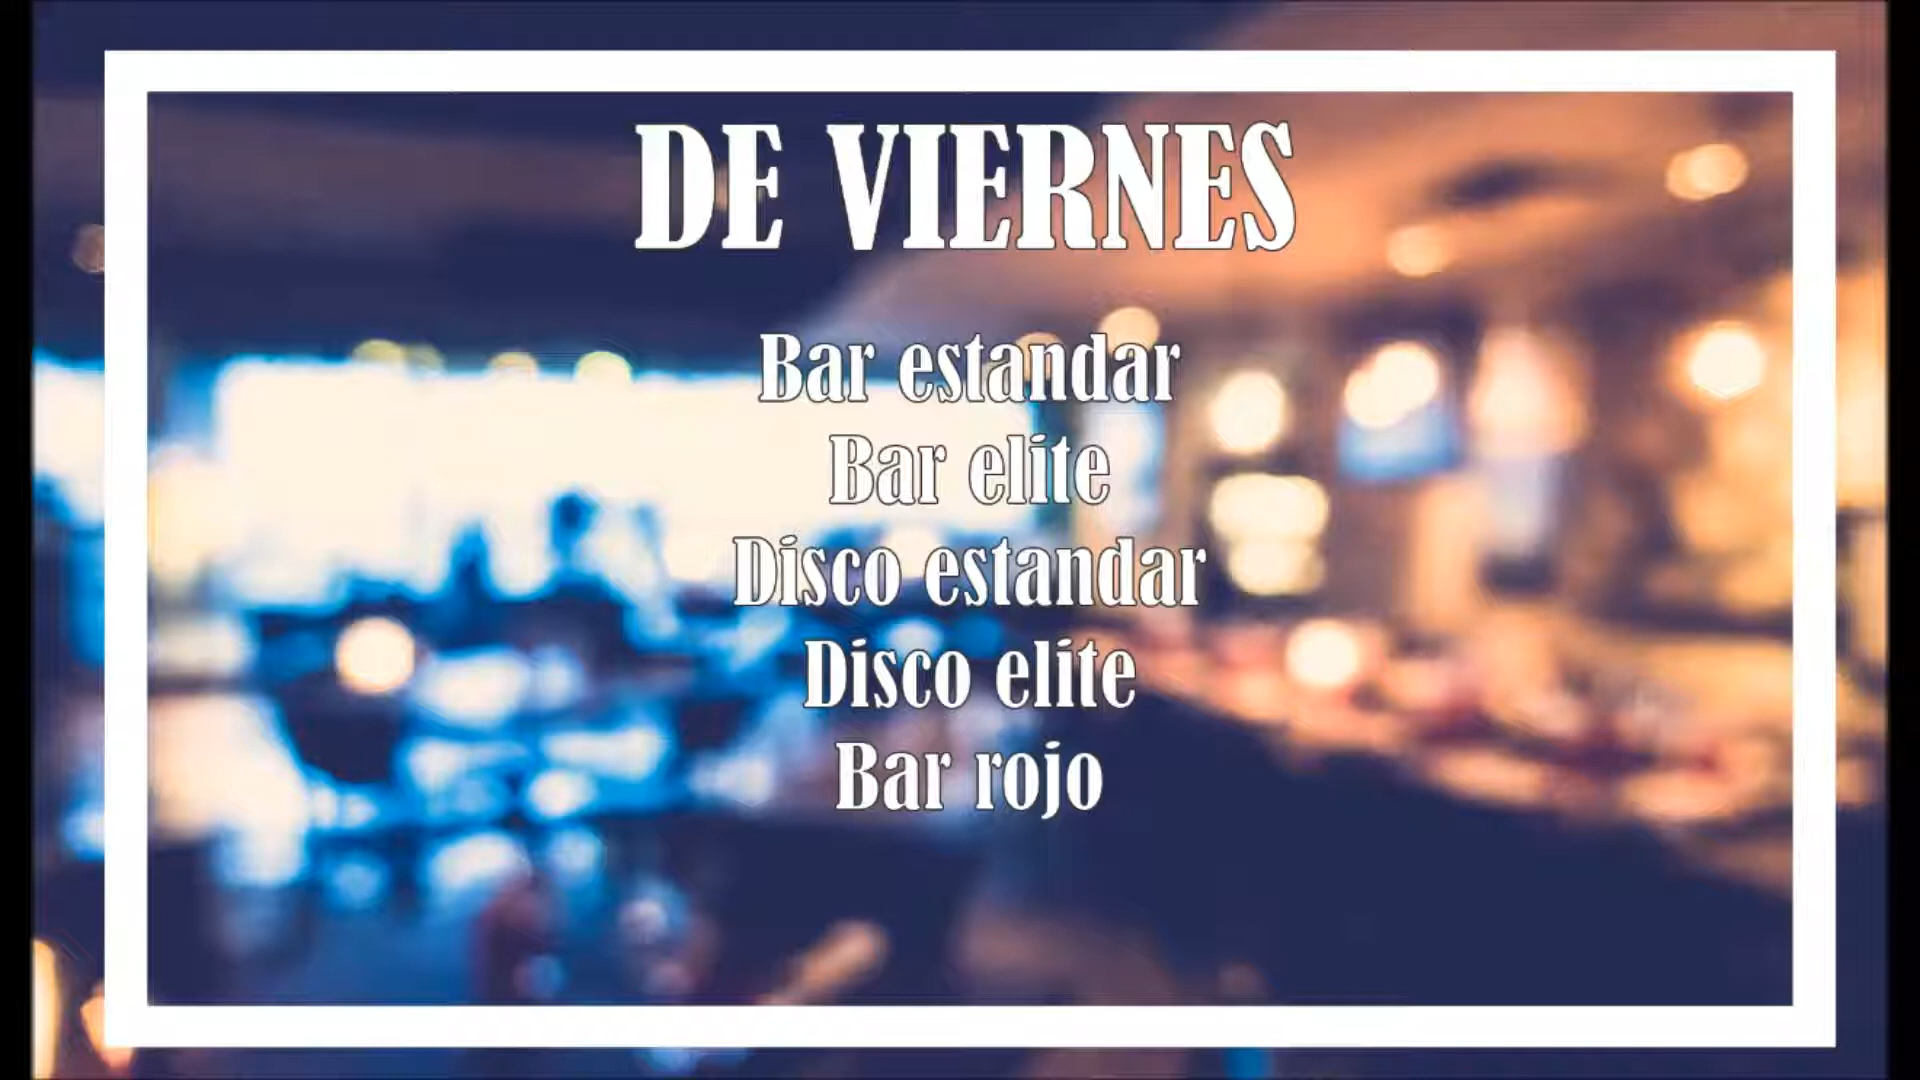 DE VIERNES
Bar estandar
Bar elite
Disco estandar
Disco elite
Bar rojo